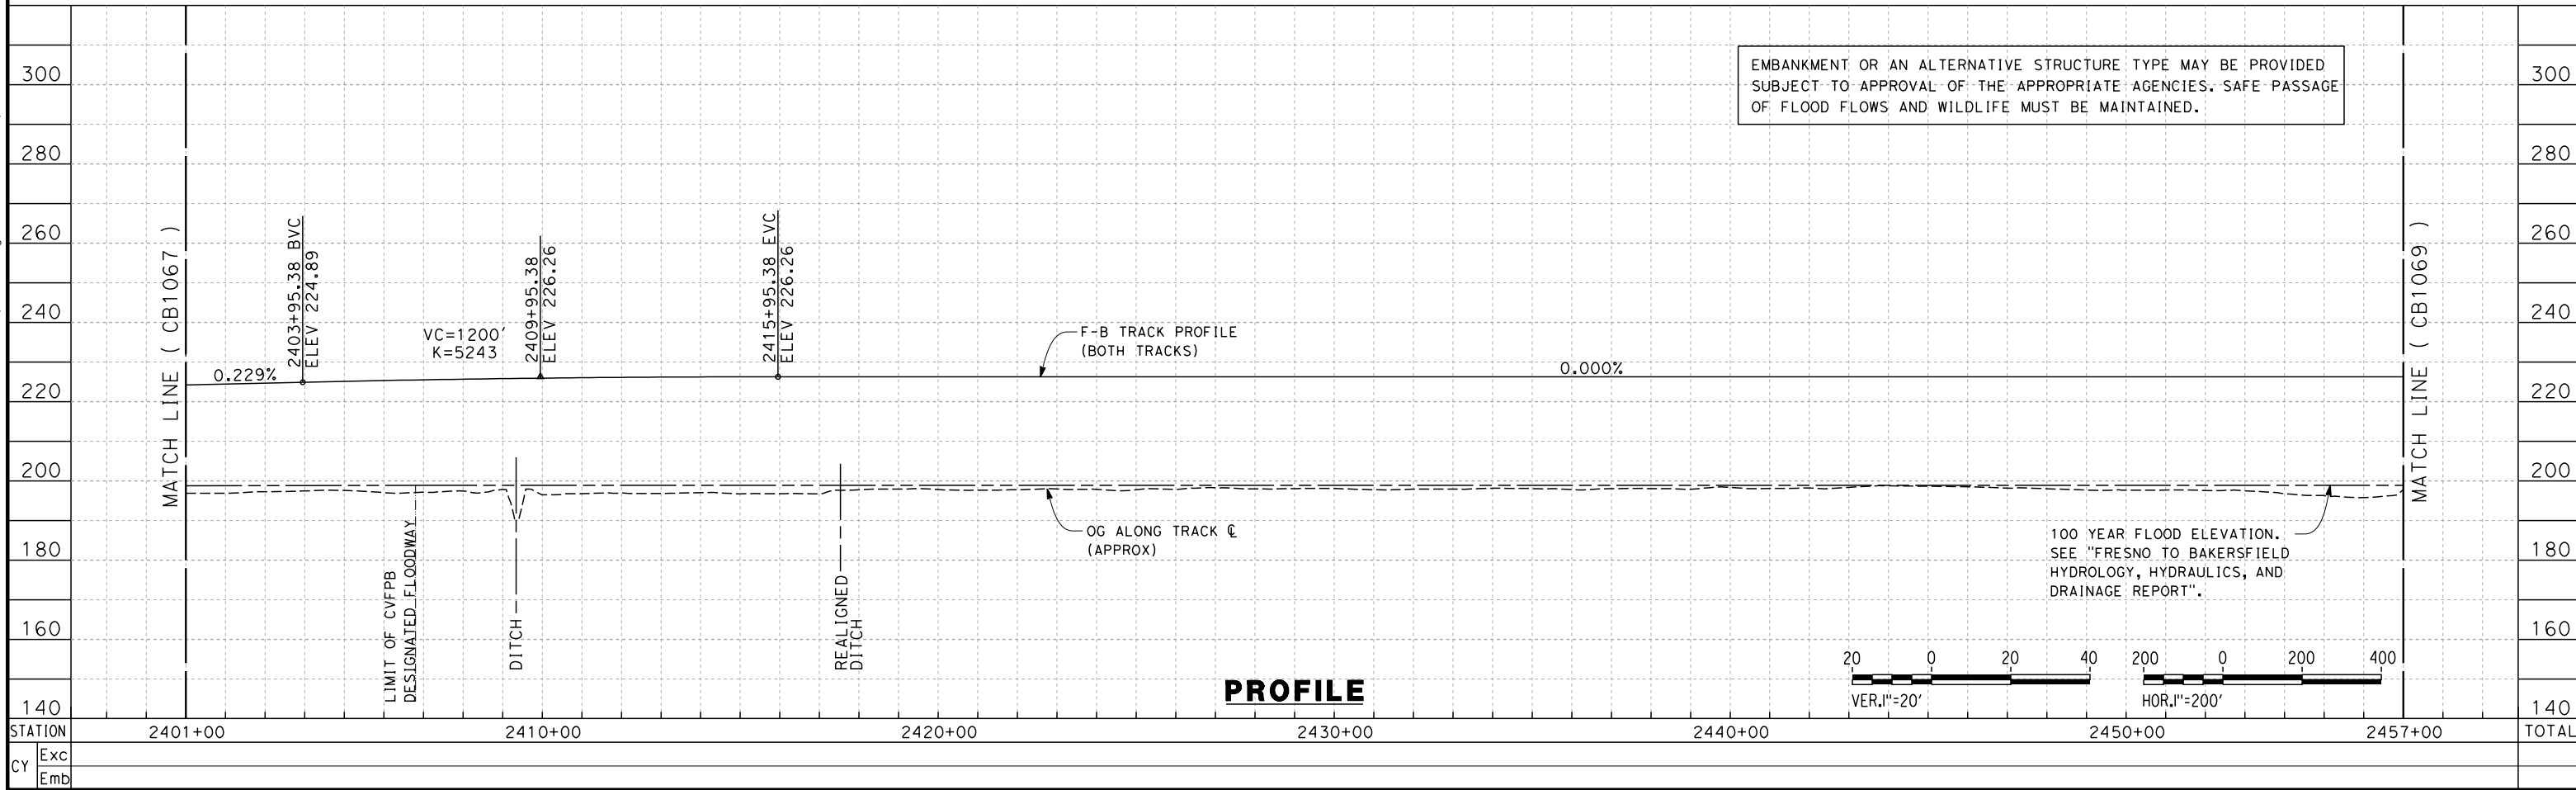 EMBANKMENT OR AN ALTERNATIVE STRUCTURE TYPE MAY BE PROVIDED
SUBJECT TO APPROVAL OF THE APPROPRIATE AGENCIES. SAFE PASSAGE
OF FLOOD FLOWS AND WILDLIFE MUST BE MAINTAINED.
300
280
260
240
220
200
180
160
140
300
280
260
240
220
200
180
160
140
MATCH LINE ( CB1067 )
0.229%
2403+95.38 BVC
ELEV 224.89
VC=1200'
K=5243
2409+95.38
ELEV 226.26
2415+95.38 EVC
ELEV 226.26
F-B TRACK PROFILE
(BOTH TRACKS)
0.000%
MATCH LINE ( CB1069 )
LIMIT OF CVFPB
DESIGNATED FLOODWAY
DITCH
REALIGNED
DITCH
OG ALONG TRACK ℄
(APPROX)
100 YEAR FLOOD ELEVATION.
SEE "FRESNO TO BAKERSFIELD
HYDROLOGY, HYDRAULICS, AND
DRAINAGE REPORT".
PROFILE
20 0 20 40
VER.1"=20'
200 0 200 400
HOR.1"=200'
STATION 2401+00 2410+00 2420+00 2430+00 2440+00 2450+00 2457+00 TOTAL
CY
Exc
Emb